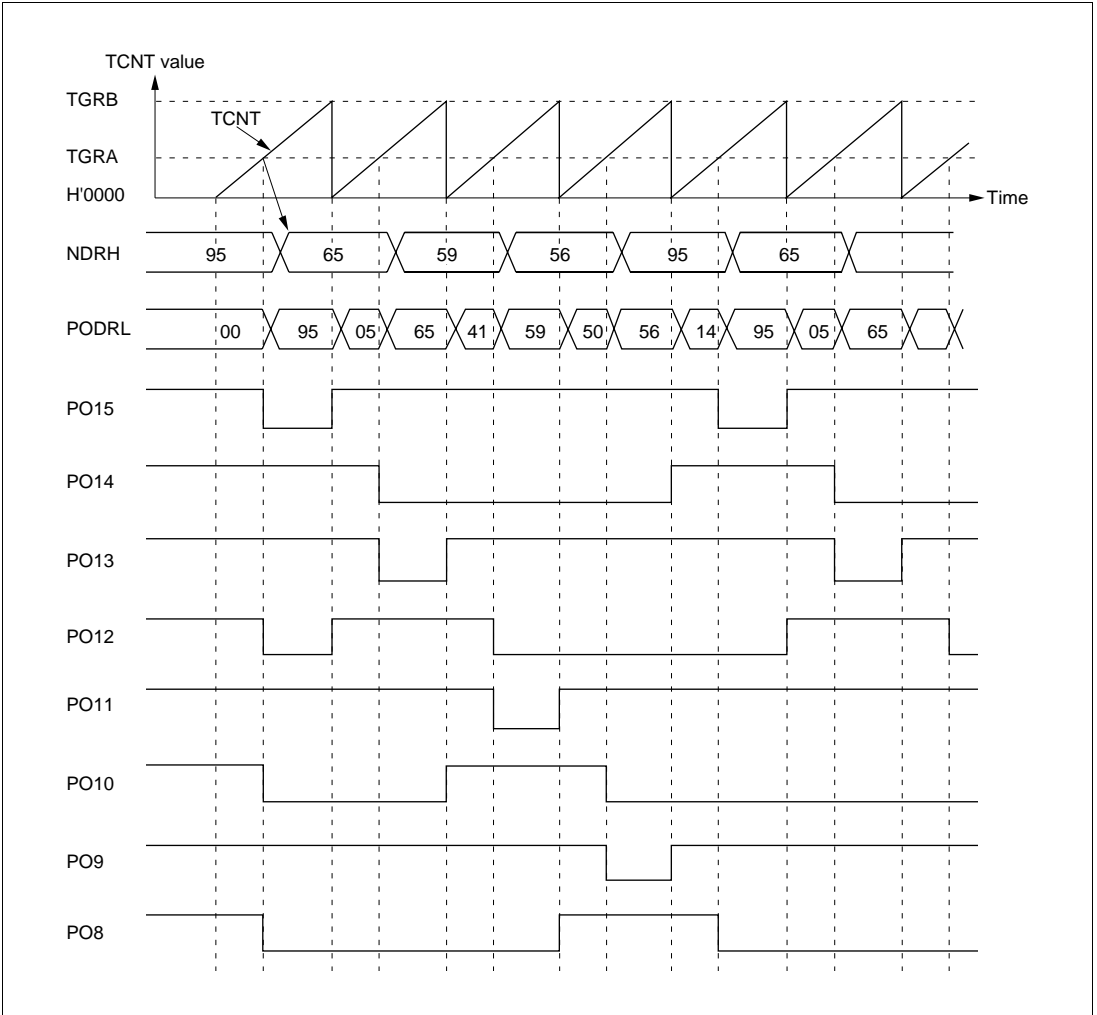 TCNT value
TGRB
TCNT
TGRA
H'0000
Time
NDRH 95 65 59 56 95 65
PODRL 00 95 05 65 41 59 50 56 14 95 05 65
PO15
PO14
PO13
PO12
PO11
PO10
PO9
PO8